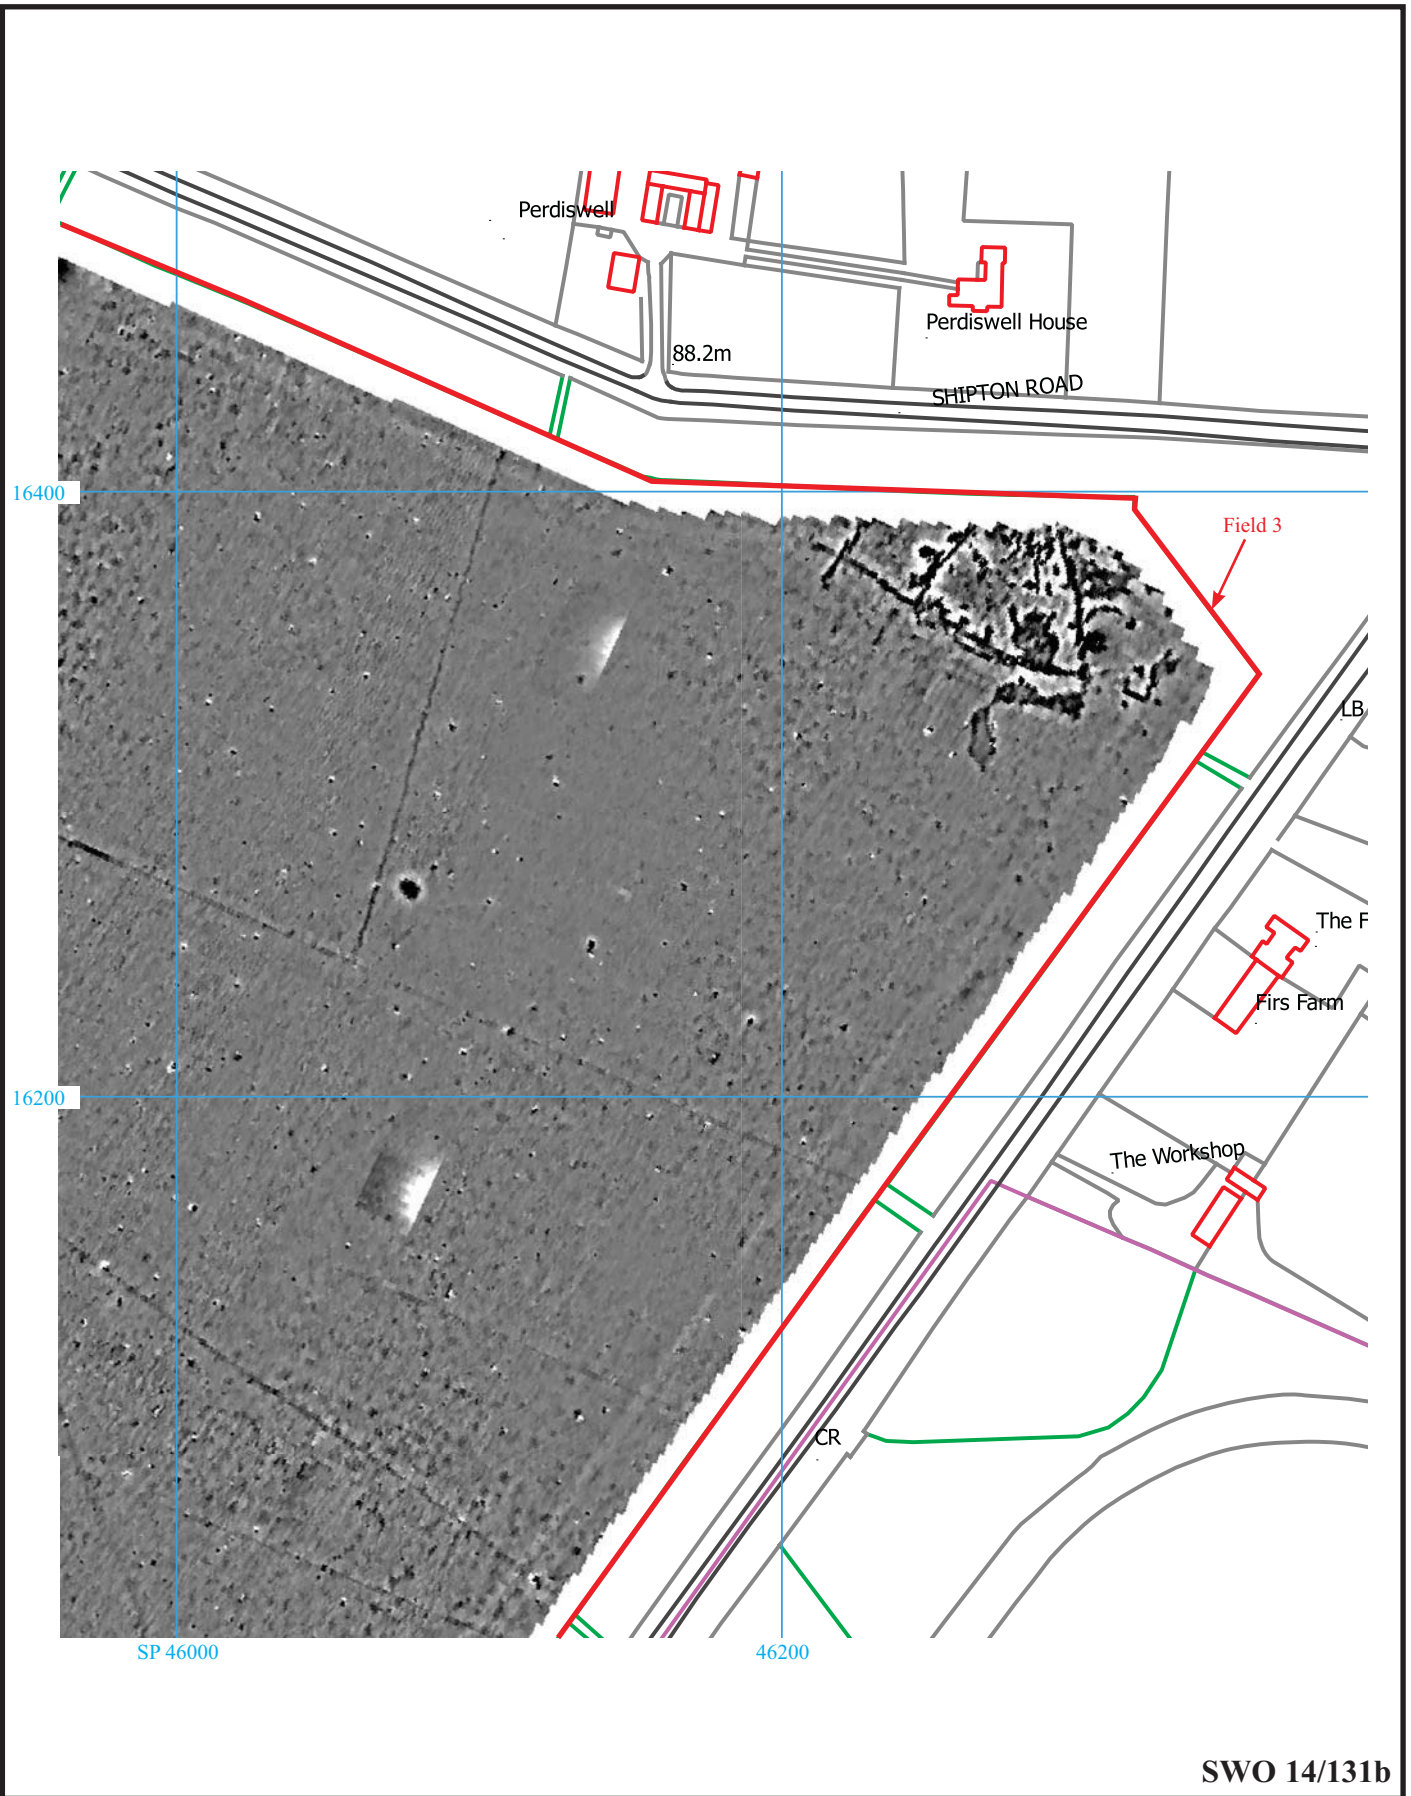 Perdiswell
Perdiswell House
88.2m
SHIPTON ROAD
16400
Field 3
LB
The F
Firs Farm
16200
The Workshop
CR
SP 46000
46200
SWO 14/131b